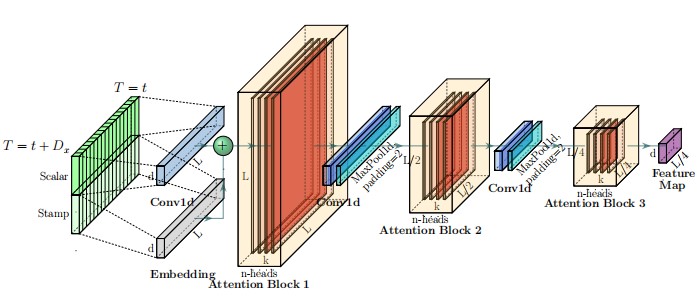 T = t
T = t + Dₓ
Scalar
Stamp
d
L
Conv1d
d
L
Embedding
L
L
k
n-heads
Attention Block 1
Conv1d
MaxPool1d,
padding=2
L/2
L/2
k
n-heads
Attention Block 2
Conv1d
MaxPool1d,
padding=2
L/4
L/4
k
n-heads
Attention Block 3
d
L/4
Feature
Map